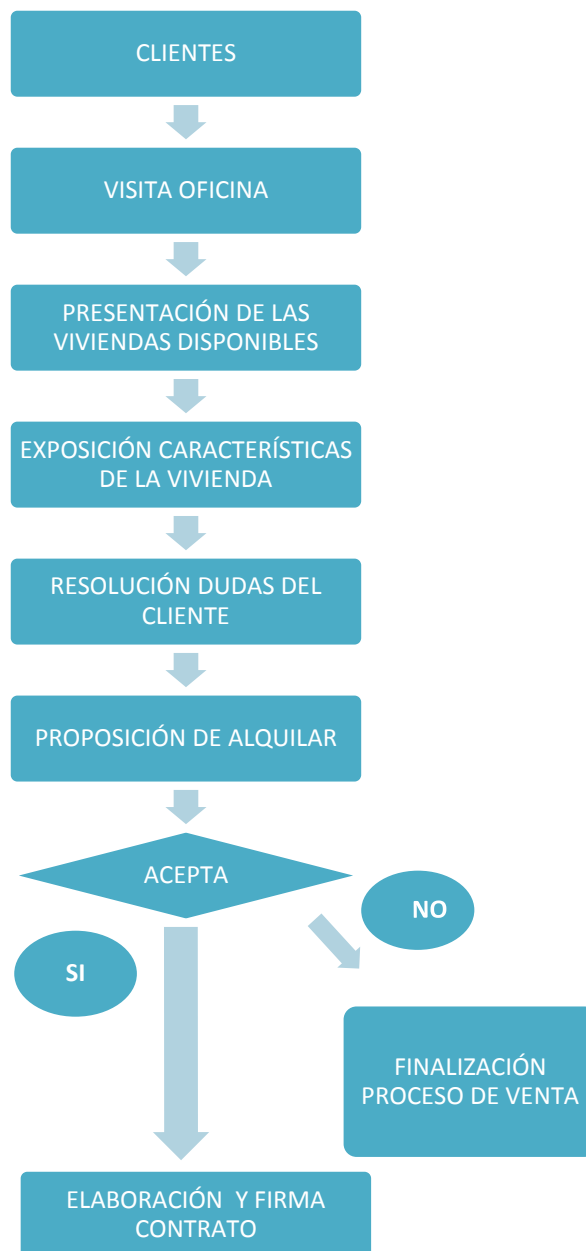 CLIENTES
VISITA OFICINA
PRESENTACIÓN DE LAS
VIVIENDAS DISPONIBLES
EXPOSICIÓN CARACTERÍSTICAS
DE LA VIVIENDA
RESOLUCIÓN DUDAS DEL
CLIENTE
PROPOSICIÓN DE ALQUILAR
ACEPTA
NO
SI
FINALIZACIÓN
PROCESO DE VENTA
ELABORACIÓN Y FIRMA
CONTRATO